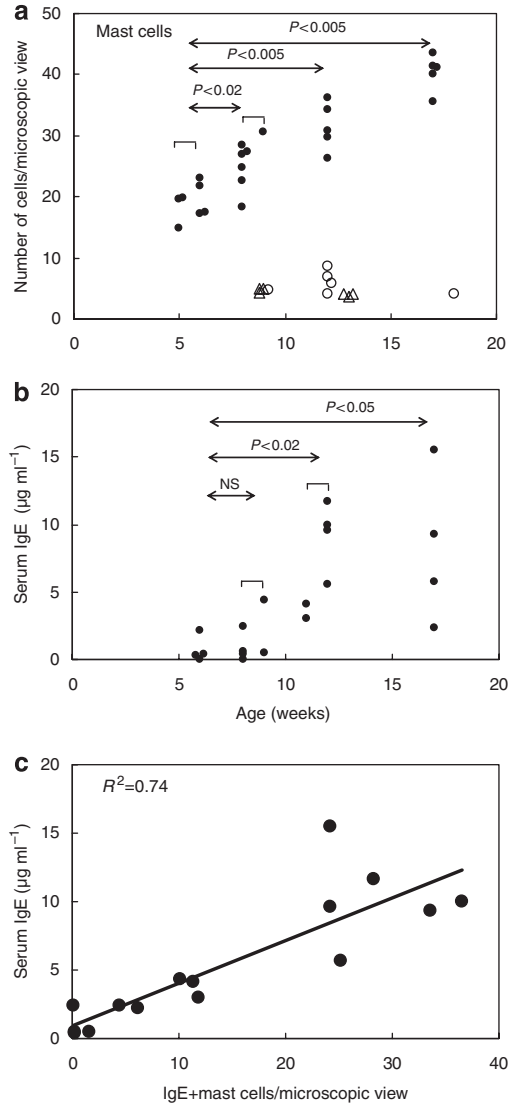 a
Mast cells
P<0.005
P<0.005
P<0.02
Number of cells/microscopic view
50
40
30
20
10
0
0 5 10 15 20
b
P<0.05
P<0.02
NS
Serum IgE (µg ml⁻¹)
20
15
10
5
0
0 5 10 15 20
Age (weeks)
c
R²=0.74
Serum IgE (µg ml⁻¹)
20
15
10
5
0
0 10 20 30 40
IgE+mast cells/microscopic view